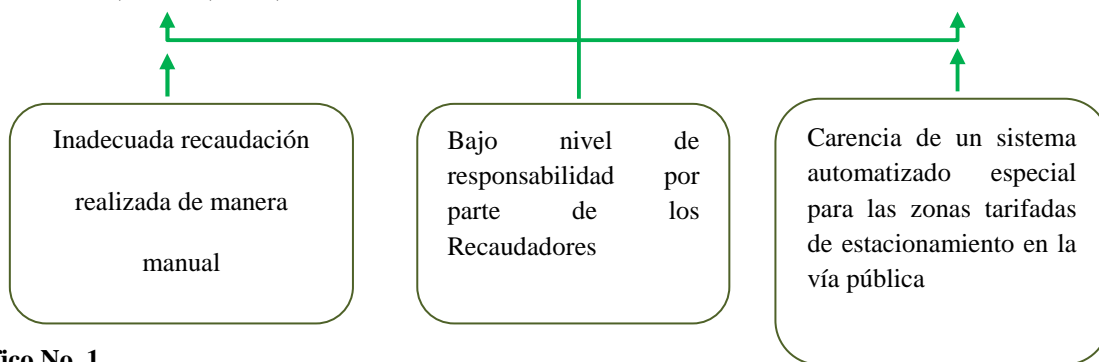 Inadecuada recaudación
realizada de manera
manual
Bajo nivel de
responsabilidad por
parte de los
Recaudadores
Carencia de un sistema
automatizado especial
para las zonas tarifadas
de estacionamiento en la
vía pública
No. 1